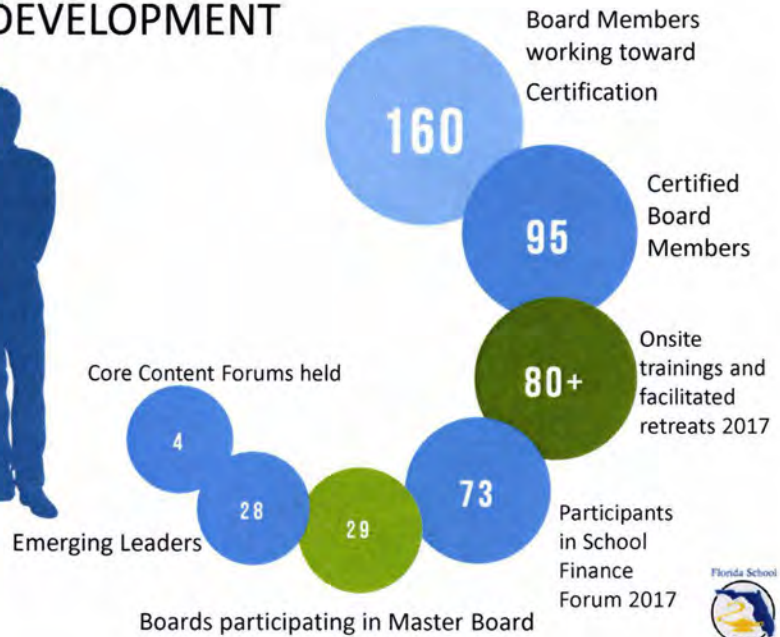 DEVELOPMENT
Board Members
working toward
Certification
160
Certified
Board
Members
95
Onsite
trainings and
facilitated
retreats 2017
80+
Core Content Forums held
4
73
28
29
Participants
in School
Finance
Forum 2017
Emerging Leaders
Boards participating in Master Board
Florida School